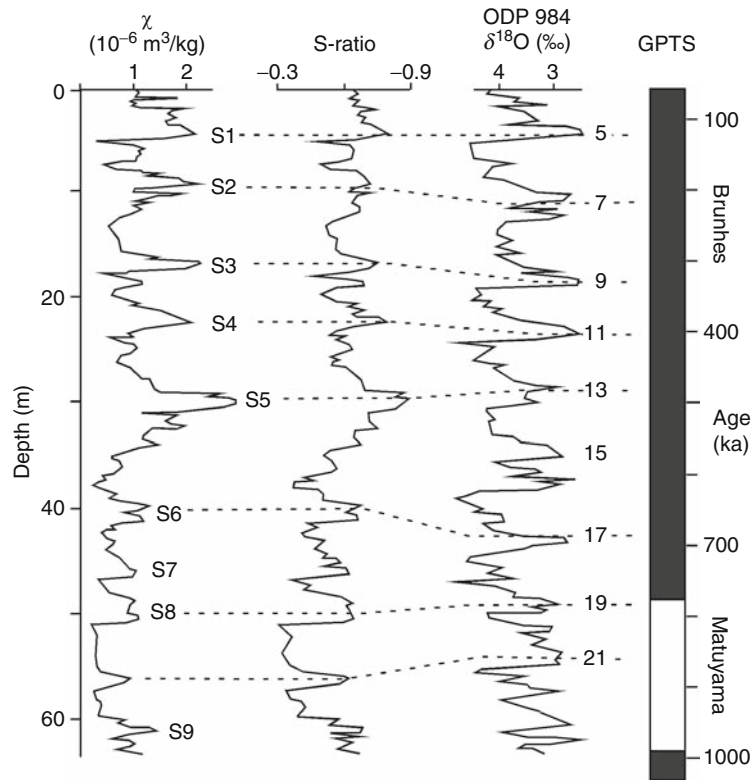 χ
(10⁻⁶ m³/kg)
1 2
S-ratio
−0.3 −0.9
ODP 984
δ¹⁸O (‰)
4 3
GPTS
0
20
40
60
Depth (m)
S1
S2
S3
S4
S5
S6
S7
S8
S9
5
7
9
11
13
15
17
19
21
100
400
700
1000
Brunhes
Age
(ka)
Matuyama